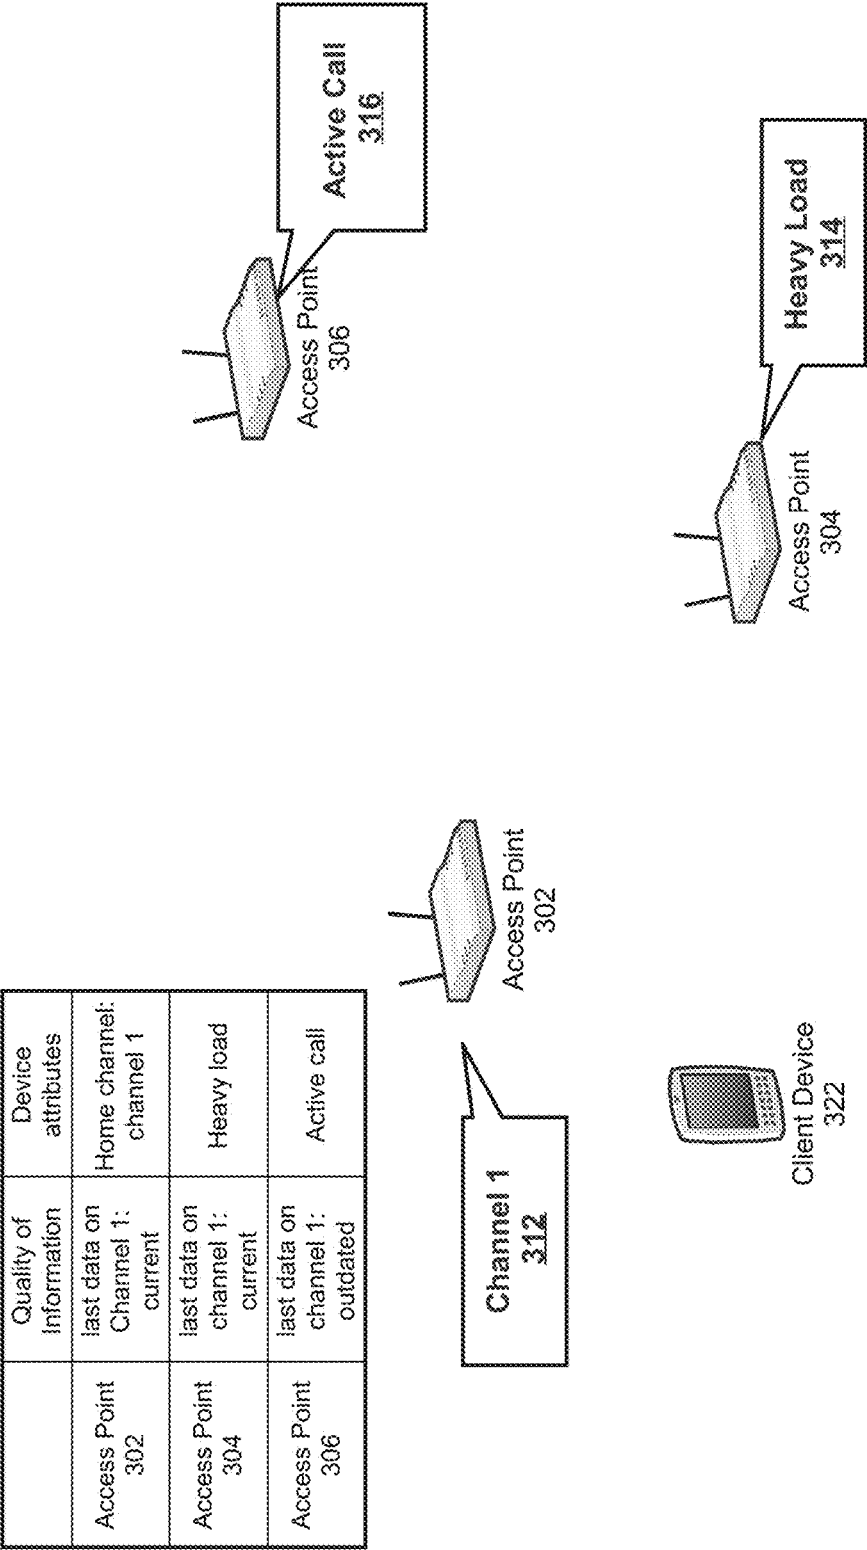 Quality of
Information
Device
attributes
Access Point
302
last data on
Channel 1:
current
Home channel:
channel 1
Access Point
304
last data on
channel 1:
current
Heavy load
Access Point
306
last data on
channel 1:
outdated
Active call
Active Call
316
Access Point
306
Channel 1
312
Access Point
302
Heavy Load
314
Access Point
304
Client Device
322